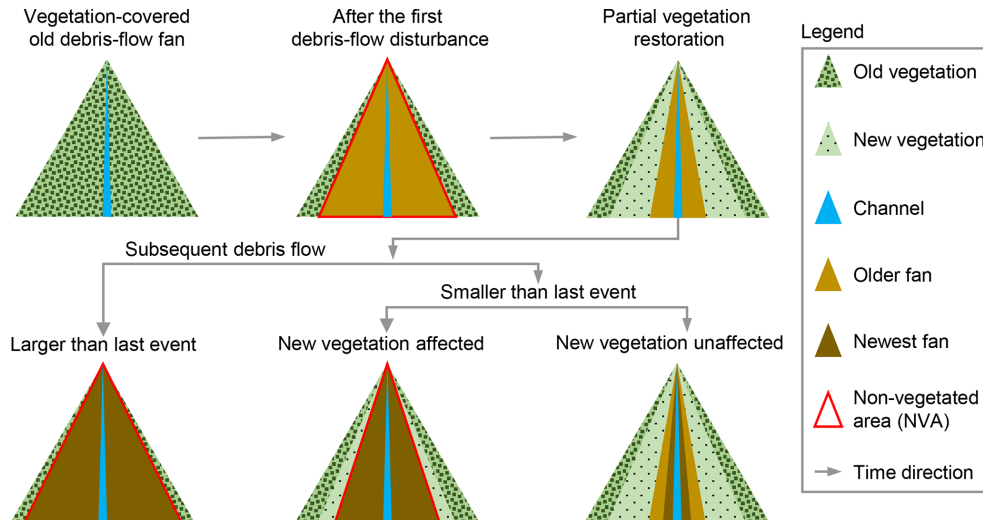 Vegetation-covered
old debris-flow fan
After the first
debris-flow disturbance
Partial vegetation
restoration
Legend
Old vegetation
New vegetation
Channel
Older fan
Newest fan
Non-vegetated
area (NVA)
Time direction
Subsequent debris flow
Smaller than last event
Larger than last event
New vegetation affected
New vegetation unaffected